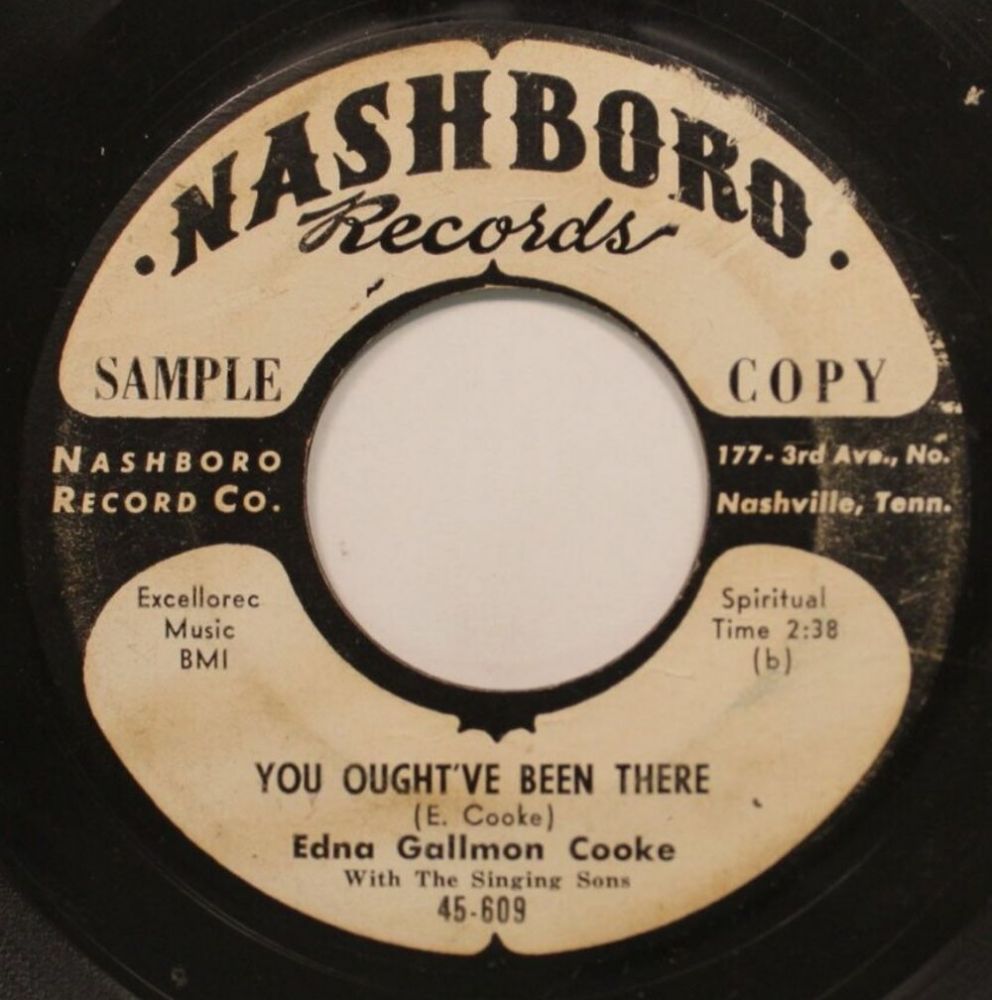 NASHBORO
Records
SAMPLE COPY
NASHBORO
RECORD CO.
177-3rd Ave., No.
Nashville, Tenn.
Excellorec
Music
BMI
Spiritual
Time 2:38
(b)
YOU OUGHT'VE BEEN THERE
(E. Cooke)
Edna Gallmon Cooke
With The Singing Sons
45-609